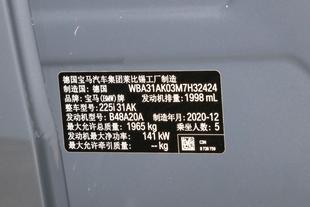 德国宝马汽车集团莱比锡工厂制造
制造国：德国 WBA31AK03M7H32424
品牌：宝马(BMW)牌 发动机排量：1998 mL
整车型号：225i 31AK
发动机型号：B48A20A 制造年月：2020-12
最大允许总质量：1965 kg 乘坐人数：5
发动机最大净功率：141 kW
最大允许牵引质量：-- kg